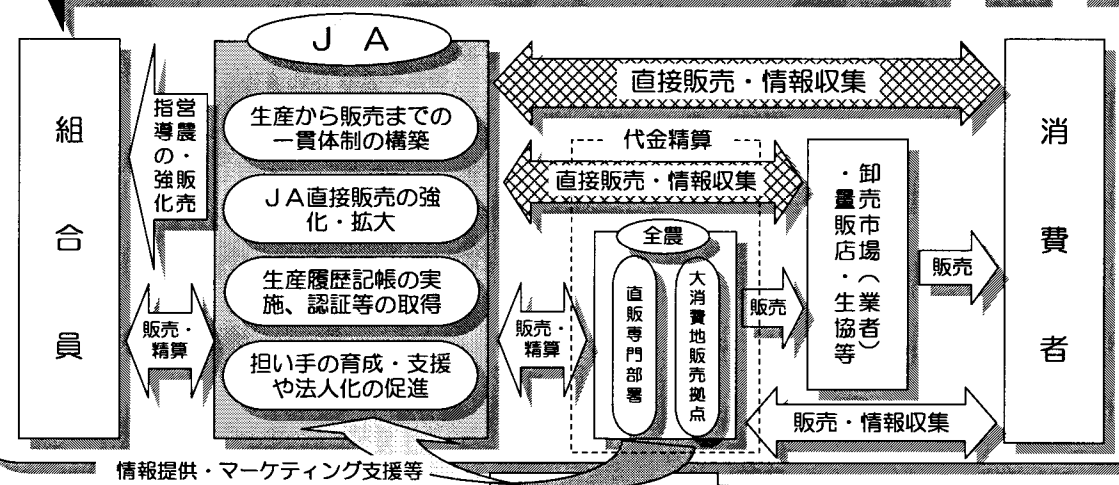 組合員
営農・販売
指導の強化
販売・
精算
JA
生産から販売までの
一貫体制の構築
JA直接販売の強
化・拡大
生産履歴記帳の実
施、認証等の取得
担い手の育成・支援
や法人化の促進
直接販売・情報収集
代金精算
直接販売・情報収集
販売・
精算
全農
直販専門部署
大消費地販売拠点
販売
卸売市場(業者)
・量販店・生協等
販売
販売・情報収集
消費者
情報提供・マーケティング支援等